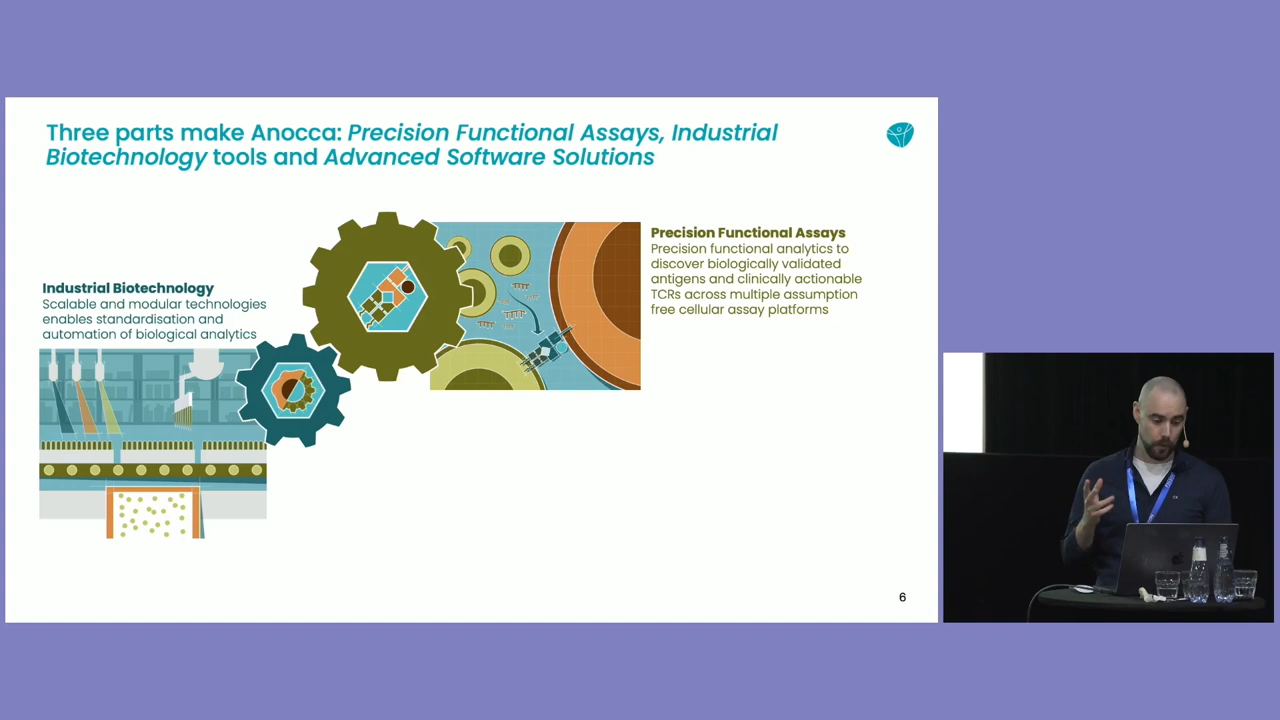 Three parts make Anocca: Precision Functional Assays, Industrial
Biotechnology tools and Advanced Software Solutions
Industrial Biotechnology
Scalable and modular technologies
enables standardisation and
automation of biological analytics
Precision Functional Assays
Precision functional analytics to
discover biologically validated
antigens and clinically actionable
TCRs across multiple assumption
free cellular assay platforms
6